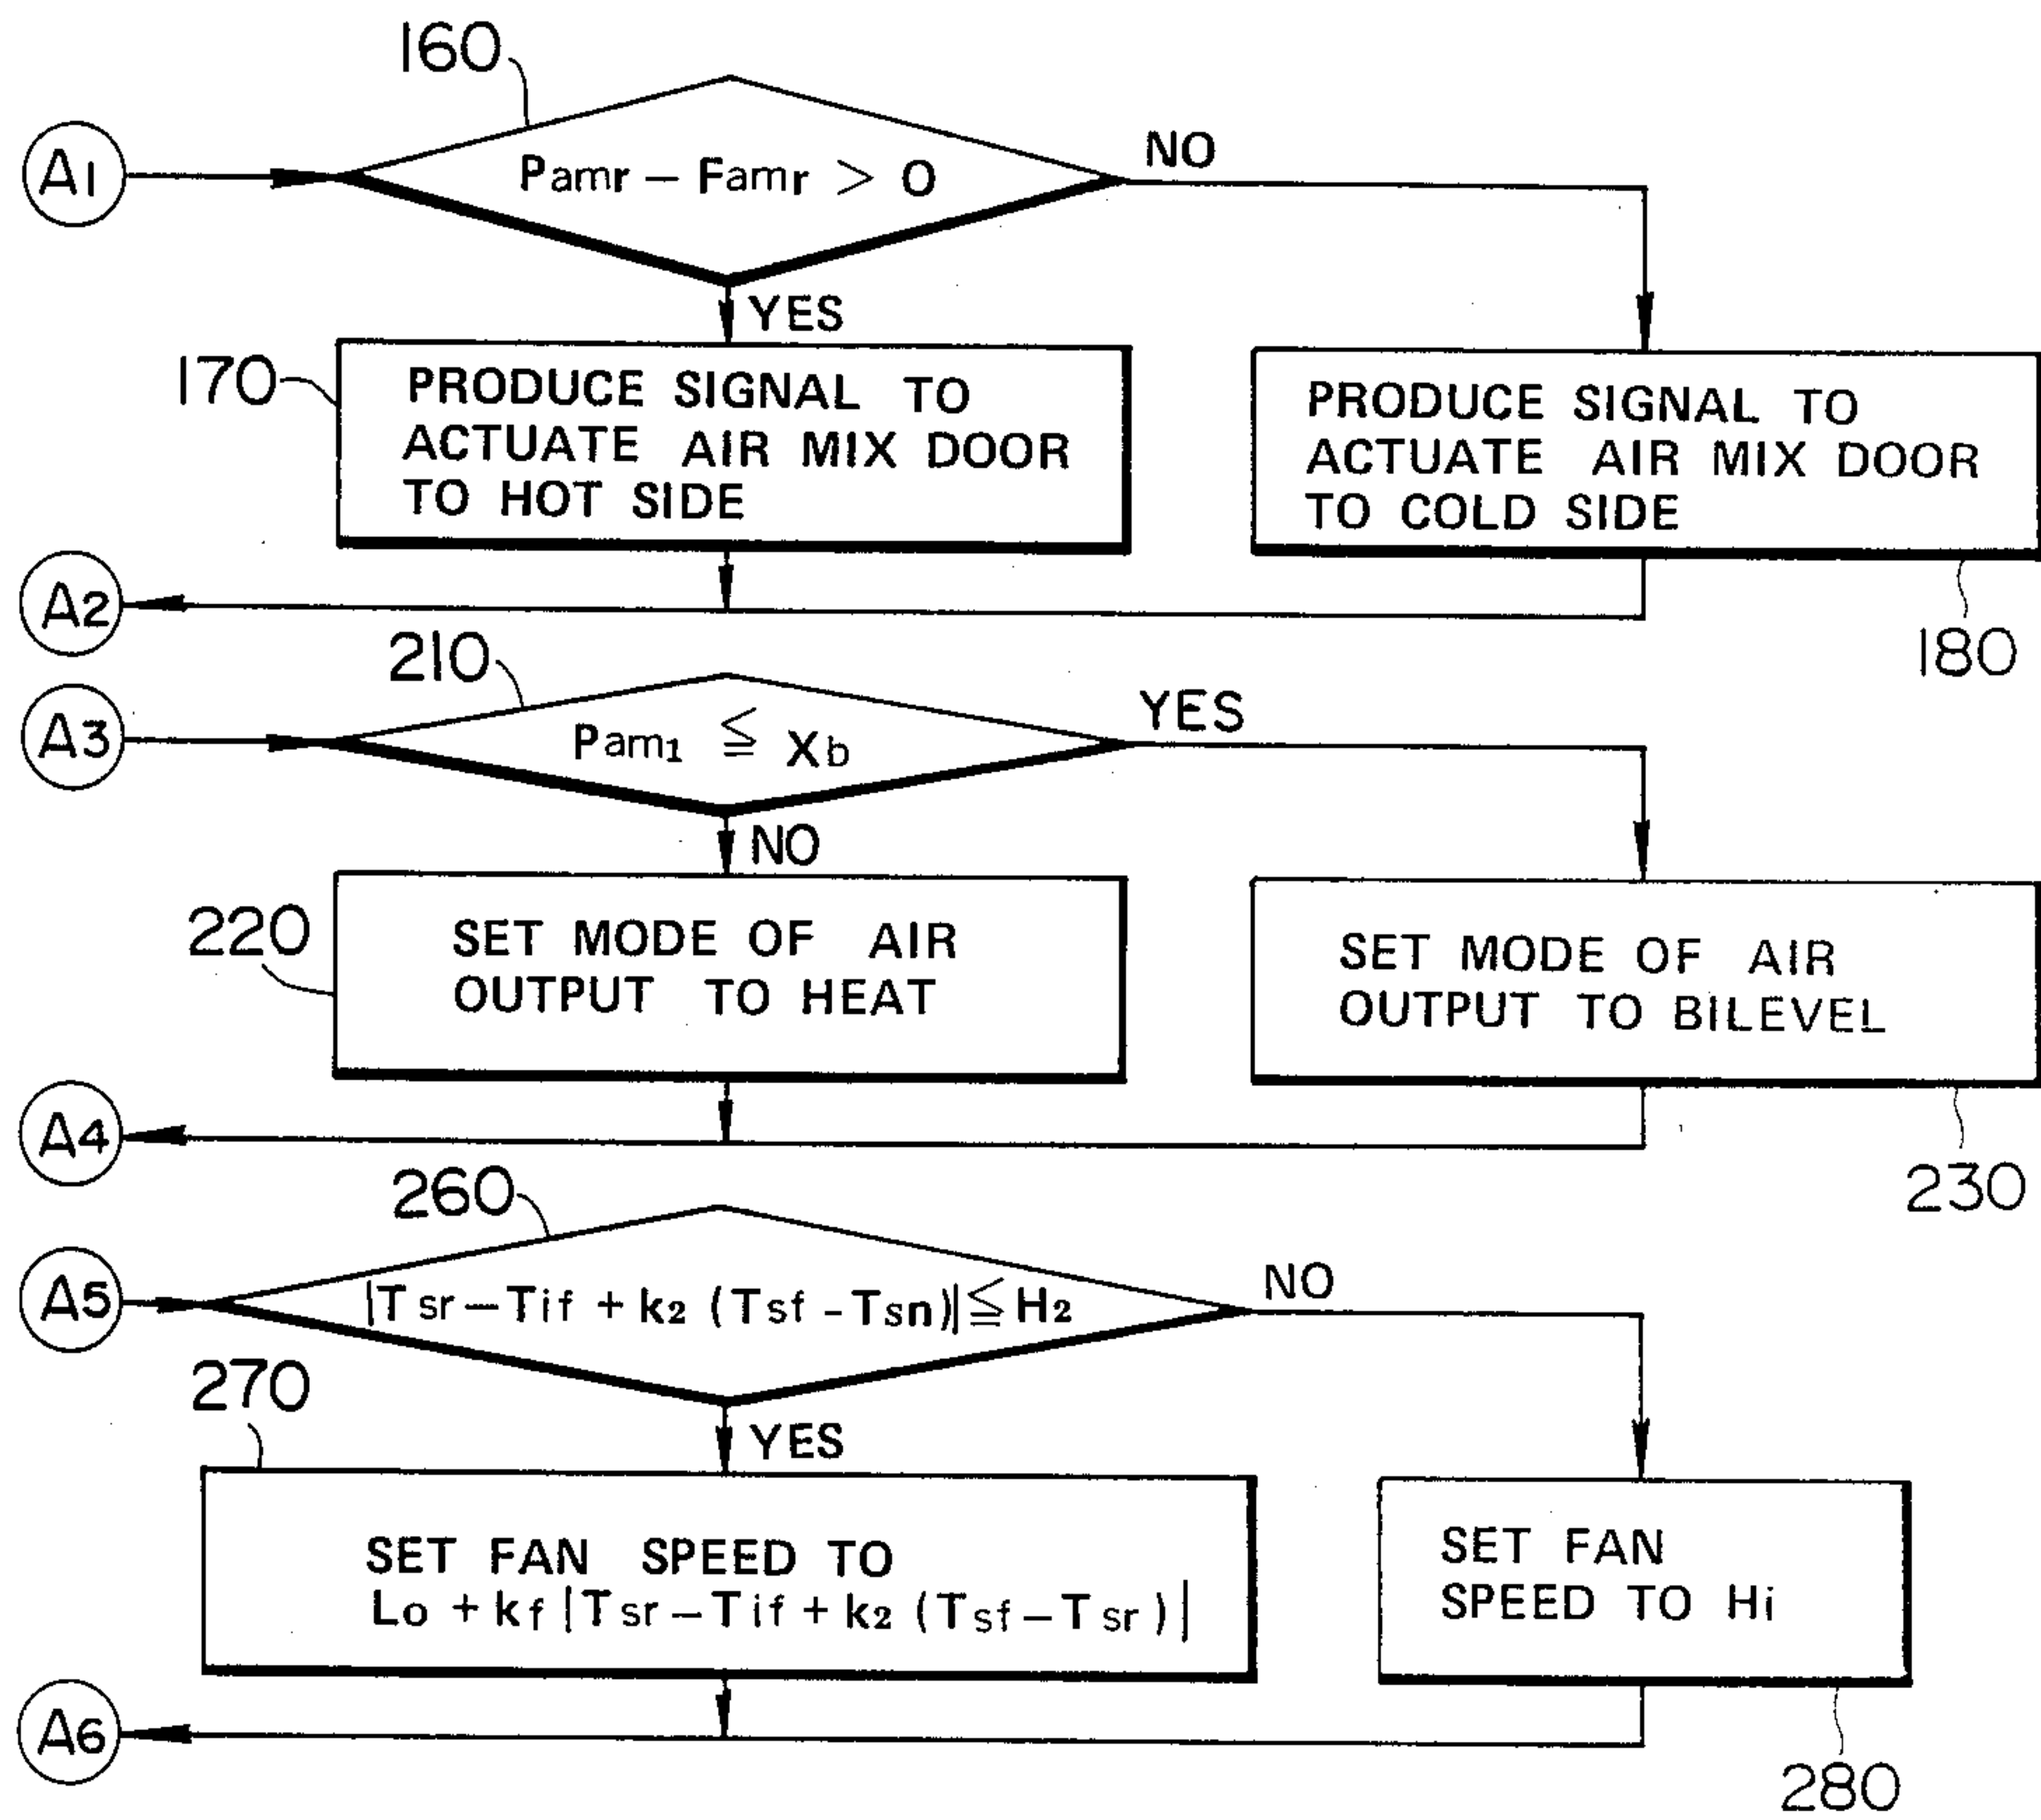 160
A1
Pamr – Famr > 0
NO
YES
170
PRODUCE SIGNAL TO
ACTUATE AIR MIX DOOR
TO HOT SIDE
PRODUCE SIGNAL TO
ACTUATE AIR MIX DOOR
TO COLD SIDE
A2
180
210
A3
Pam1 ≦ Xb
YES
NO
220
SET MODE OF AIR
OUTPUT TO HEAT
SET MODE OF AIR
OUTPUT TO BILEVEL
A4
230
260
A5
|Tsr – Tif + k2 (Tsf - Tsn)| ≦ H2
NO
270
YES
SET FAN SPEED TO
Lo + kf |Tsr – Tif + k2 (Tsf – Tsr)|
SET FAN
SPEED TO Hi
A6
280